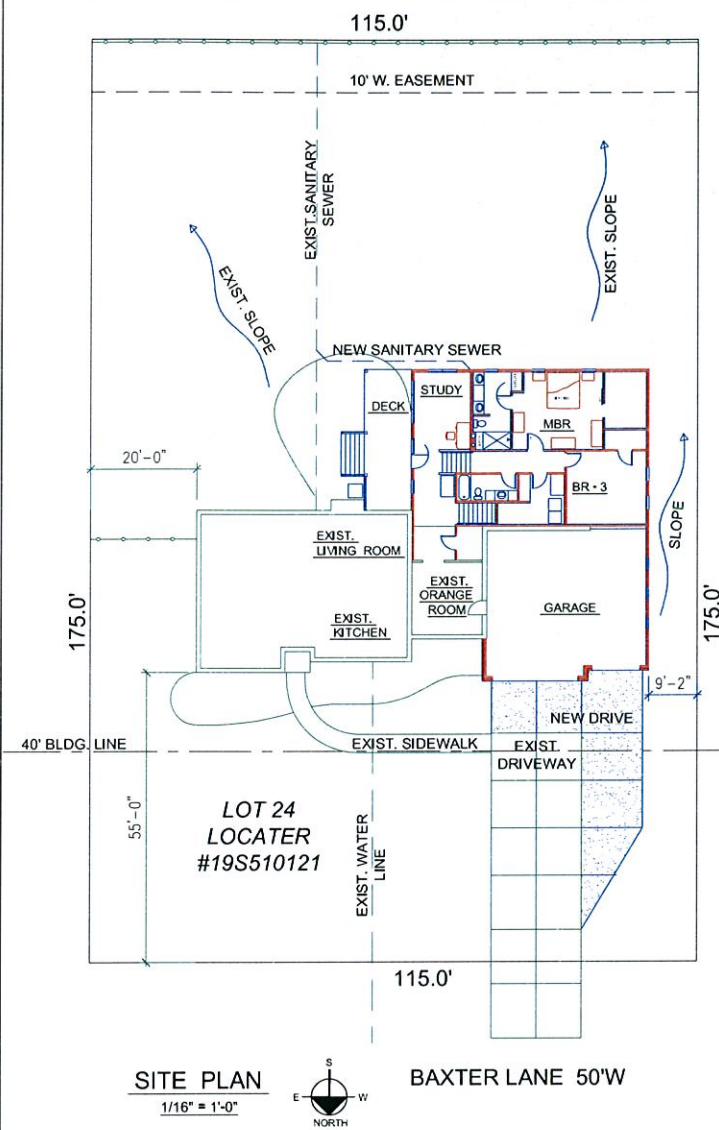 115.0'
10' W. EASEMENT
EXIST.SANITARY
SEWER
EXIST. SLOPE
EXIST. SLOPE
NEW SANITARY SEWER
DECK
STUDY
MBR
20'-0"
BR - 3
SLOPE
EXIST.
LIVING ROOM
EXIST.
ORANGE
ROOM
EXIST.
KITCHEN
GARAGE
175.0'
175.0'
9'-2"
NEW DRIVE
40' BLDG. LINE
EXIST. SIDEWALK
EXIST.
DRIVEWAY
55'-0"
LOT 24
LOCATER
#19S510121
EXIST. WATER
LINE
115.0'
SITE PLAN
1/16" = 1'-0"
S
E
W
NORTH
BAXTER LANE 50'W